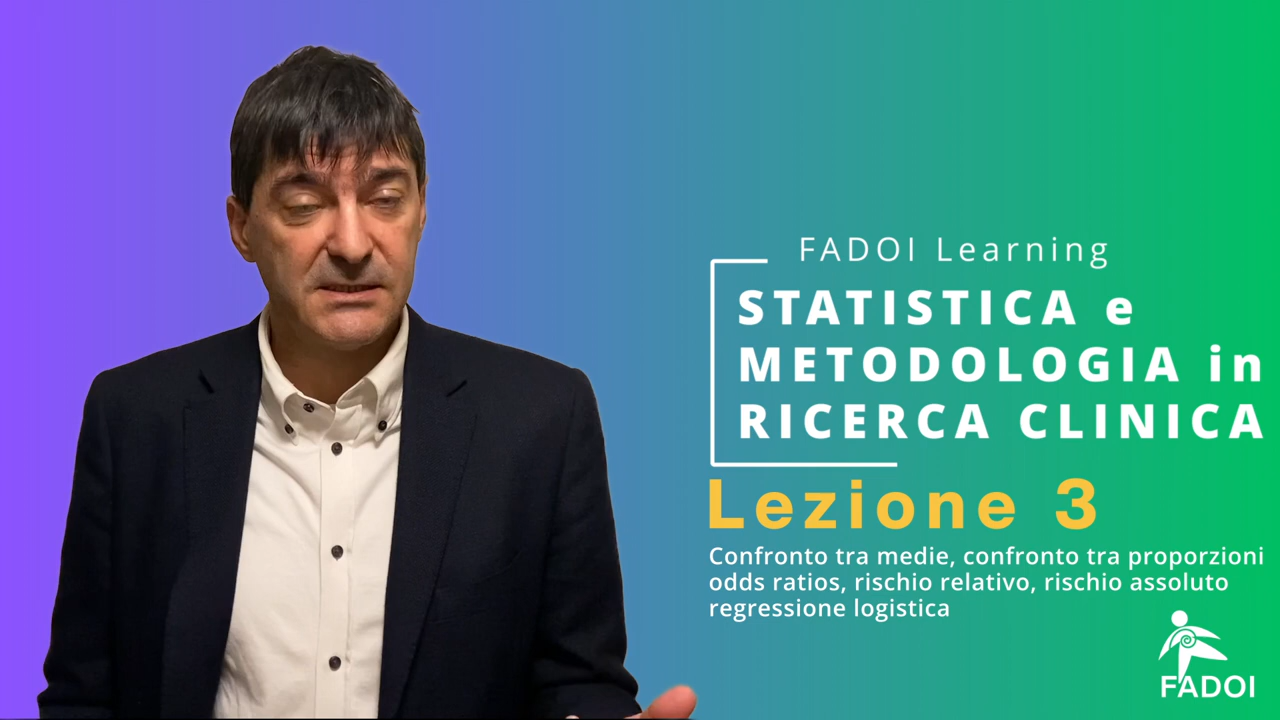 FADOI Learning
STATISTICA e
METODOLOGIA in
RICERCA CLINICA
Lezione 3
Confronto tra medie, confronto tra proporzioni
odds ratios, rischio relativo, rischio assoluto
regressione logistica
FADOI